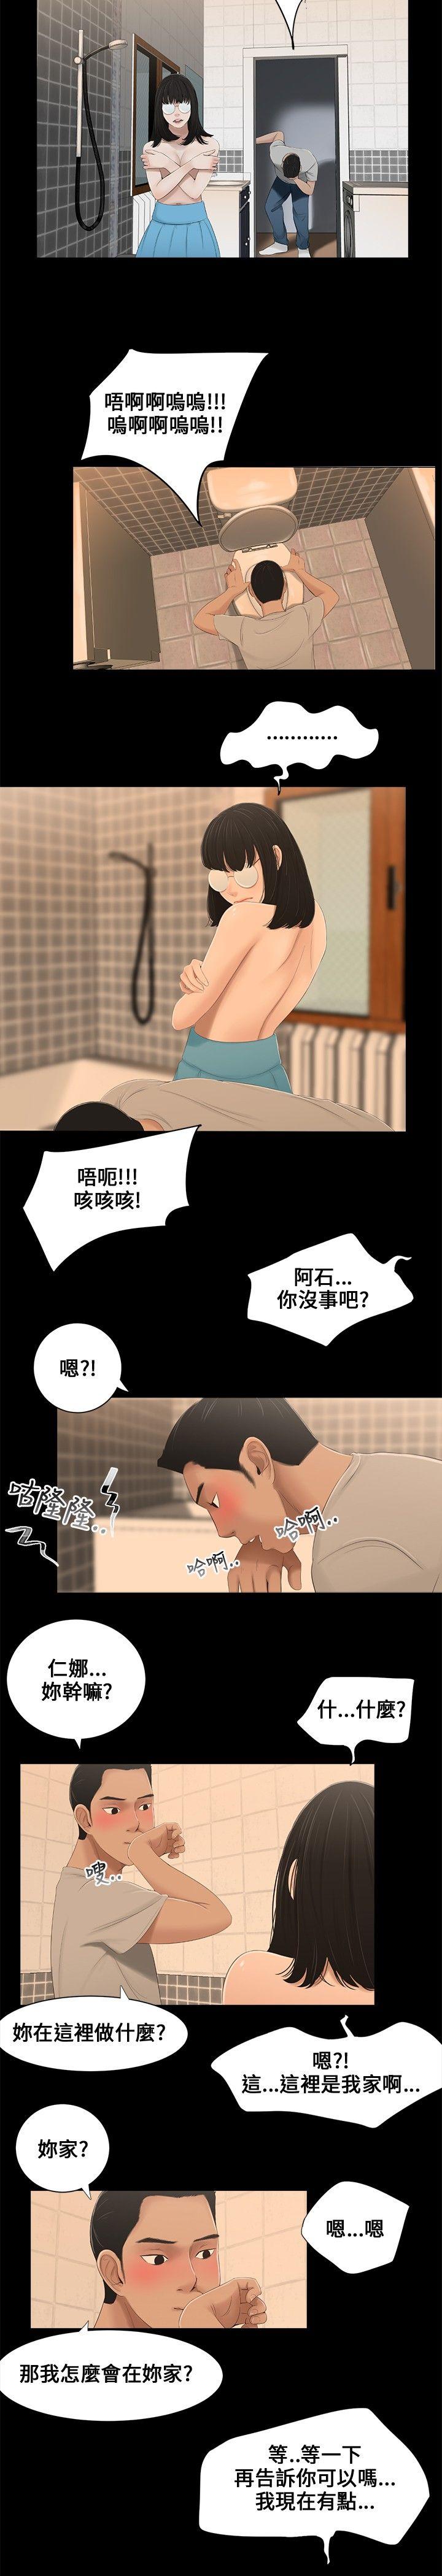 唔啊啊嗚嗚!!!
嗚啊啊嗚嗚!!
…………
唔呃!!!
咳咳咳!
阿石...
你沒事吧?
嗯?!
咕隆隆..
哈啊..
哈啊..
仁娜...
妳幹嘛?
什...什麼?
嗖..
妳在這裡做什麼?
嗯?!
這...這裡是我家啊...
妳家?
嗯...嗯
那我怎麼會在妳家?
等..等一下
再告訴你可以嗎...
我現在有點...